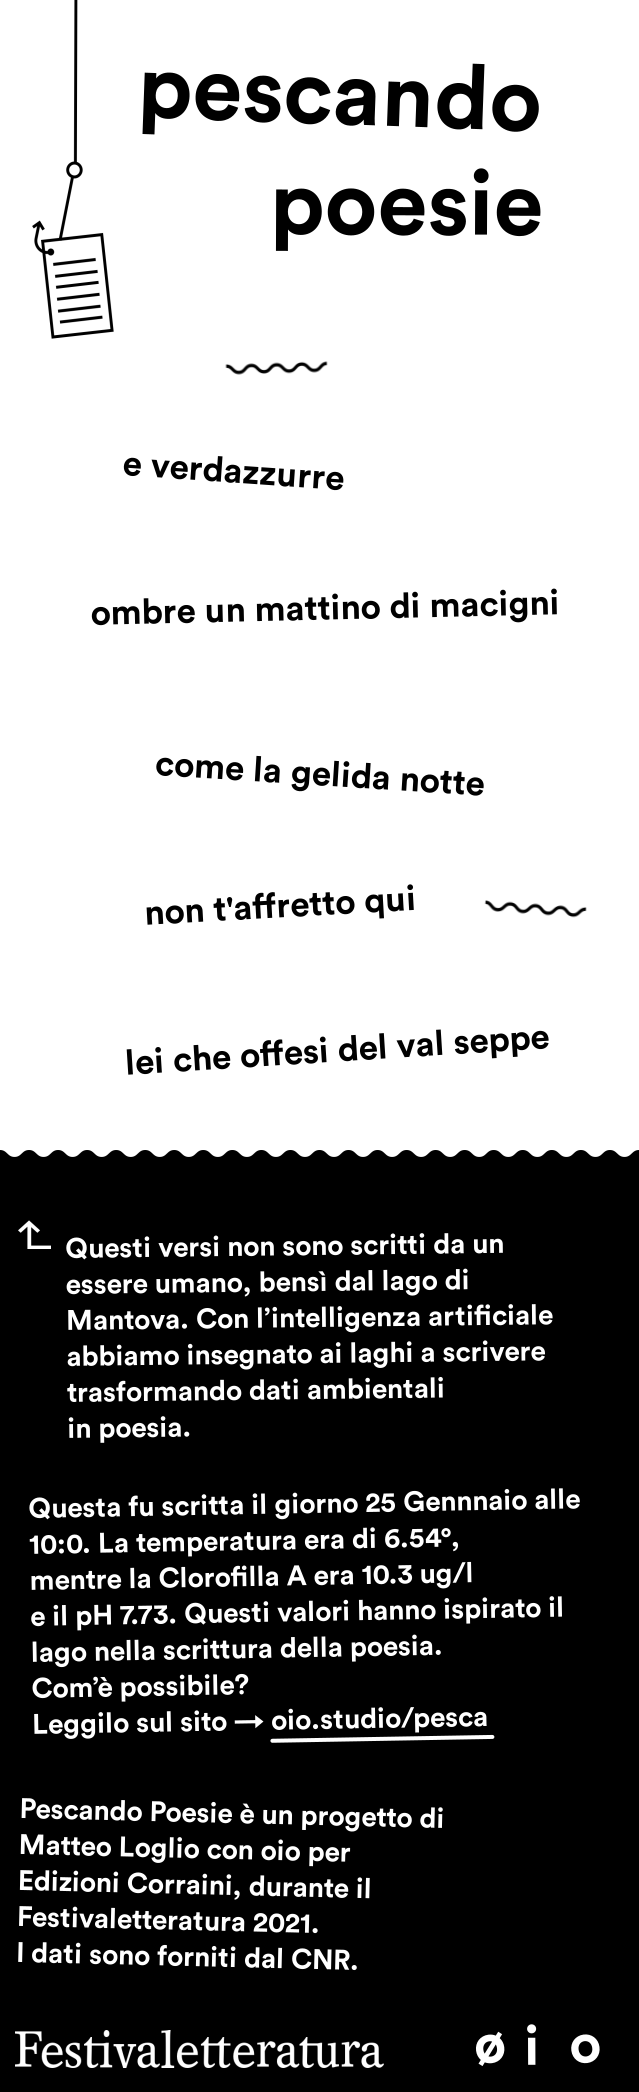 pescando
poesie
e verdazzurre
ombre un mattino di macigni
come la gelida notte
non t'affretto qui
lei che offesi del val seppe
Questi versi non sono scritti da un
essere umano, bensì dal lago di
Mantova. Con l’intelligenza artificiale
abbiamo insegnato ai laghi a scrivere
trasformando dati ambientali
in poesia.
Questa fu scritta il giorno 25 Gennnaio alle
10:0. La temperatura era di 6.54°,
mentre la Clorofilla A era 10.3 ug/l
e il pH 7.73. Questi valori hanno ispirato il
lago nella scrittura della poesia.
Com’è possibile?
Leggilo sul sito → oio.studio/pesca
Pescando Poesie è un progetto di
Matteo Loglio con oio per
Edizioni Corraini, durante il
Festivaletteratura 2021.
I dati sono forniti dal CNR.
Festivaletteratura øio